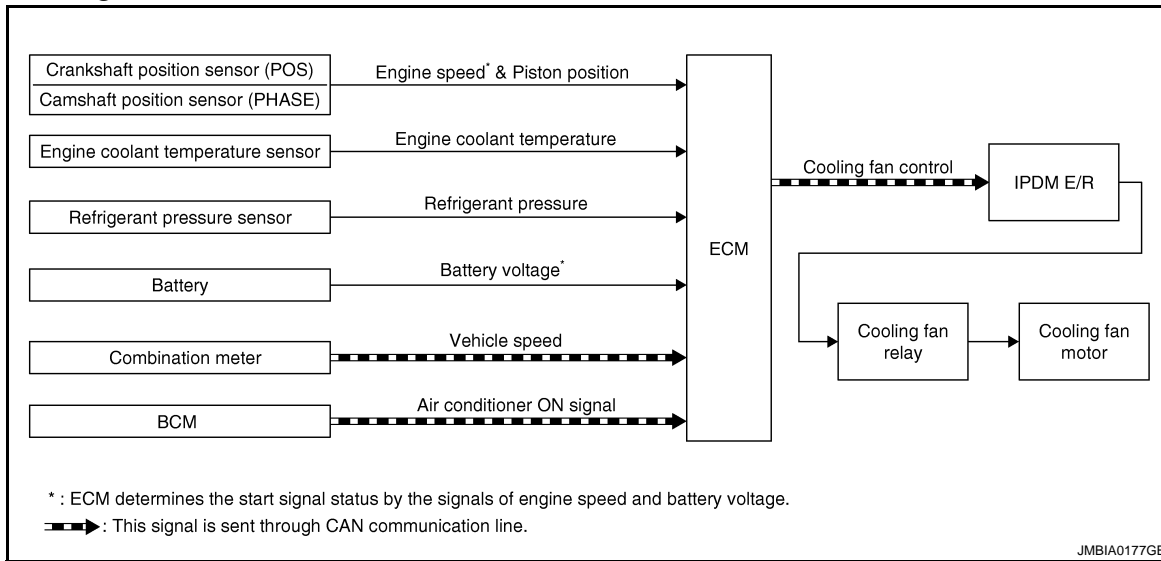 Crankshaft position sensor (POS)
Camshaft position sensor (PHASE)
Engine speed* & Piston position
Engine coolant temperature sensor
Engine coolant temperature
Refrigerant pressure sensor
Refrigerant pressure
Battery
Battery voltage*
Combination meter
Vehicle speed
BCM
Air conditioner ON signal
ECM
Cooling fan control
IPDM E/R
Cooling fan
relay
Cooling fan
motor
* : ECM determines the start signal status by the signals of engine speed and battery voltage.
: This signal is sent through CAN communication line.